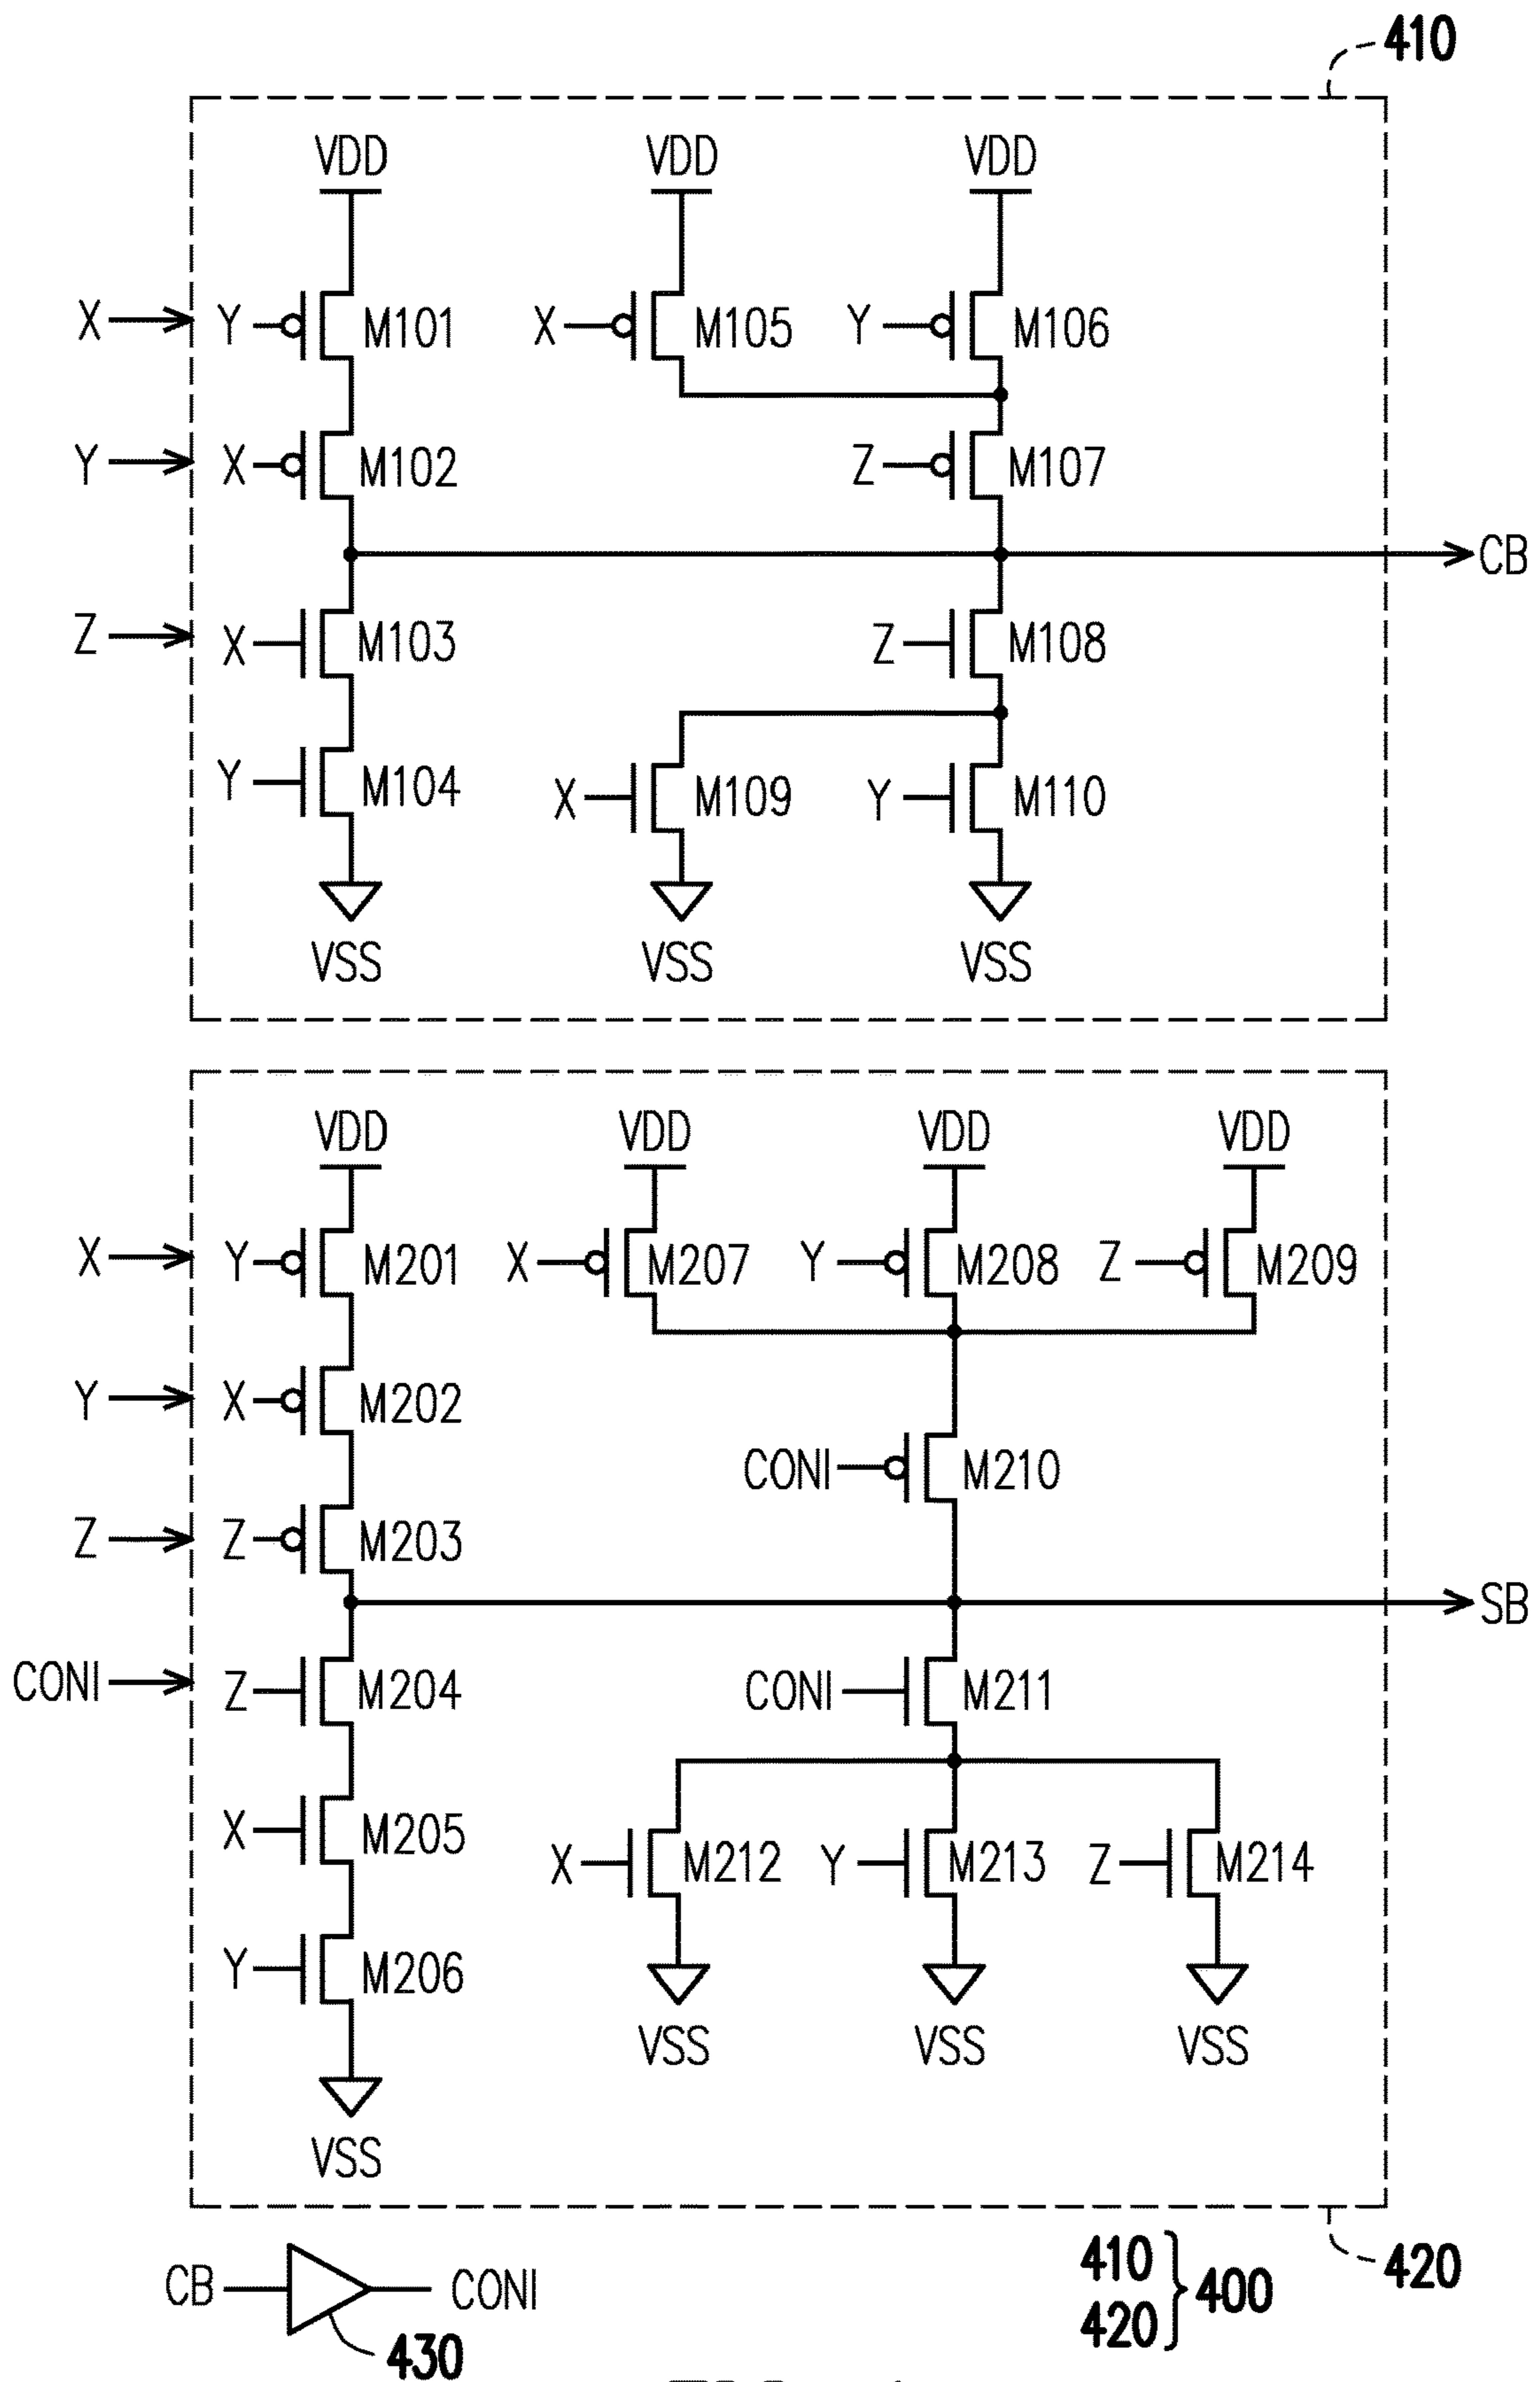 410
VDD VDD VDD
X Y M101 X M105 Y M106
Y X M102 Z M107
CB
Z X M103 Z M108
Y M104 X M109 Y M110
VSS VSS VSS
VDD VDD VDD VDD
X Y M201 X M207 Y M208 Z M209
Y X M202
CONI M210
Z Z M203
SB
CONI Z M204 CONI M211
X M205 X M212 Y M213 Z M214
Y M206
VSS VSS VSS
VSS
420
CB CONI
430
410
420
400